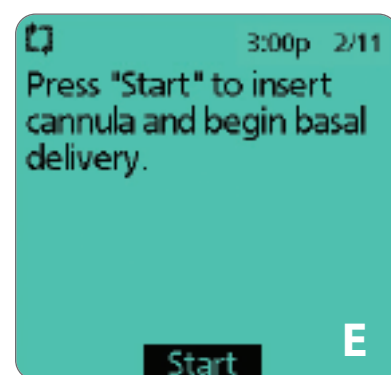 3:00p 2/11
Press "Start" to insert
cannula and begin basal
delivery.
Start
E